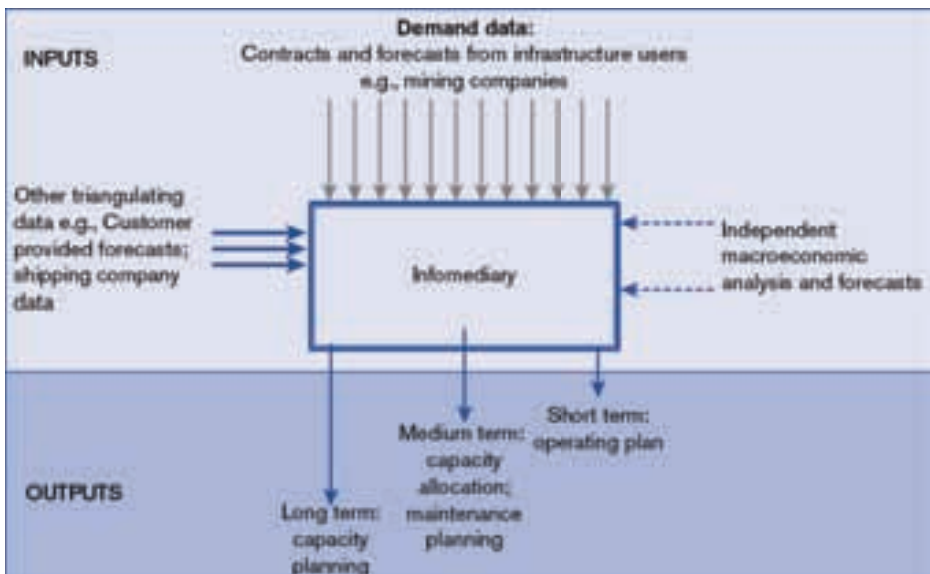 Demand data:
INPUTS
Contracts and forecasts from infrastructure users
e.g., mining companies
Other triangulating
data e.g., Customer
provided forecasts;
shipping company
data
Infomediary
Independent
macroeconomic
analysis and forecasts
OUTPUTS
Long term:
capacity
planning
Medium term:
capacity
allocation;
maintenance
planning
Short term:
operating plan